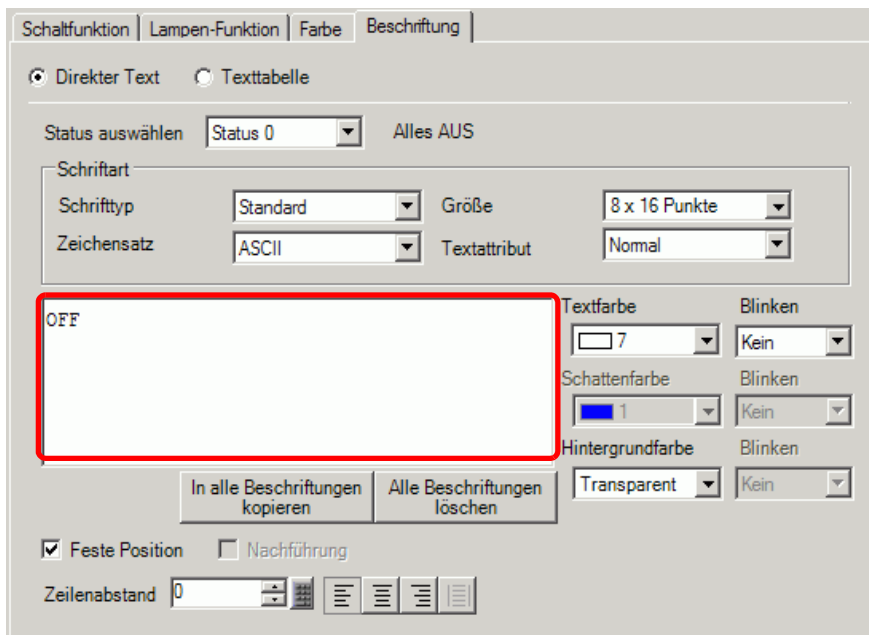 Schaltfunktion Lampen-Funktion Farbe Beschriftung
Direkter Text Texttabelle
Status auswählen Status 0 Alles AUS
Schriftart
Schrifttyp Standard Größe 8 x 16 Punkte
Zeichensatz ASCII Textattribut Normal
OFF
Textfarbe Blinken
7 Kein
Schattenfarbe Blinken
1 Kein
Hintergrundfarbe Blinken
Transparent Kein
In alle Beschriftungen kopieren
Alle Beschriftungen löschen
Feste Position Nachführung
Zeilenabstand 0